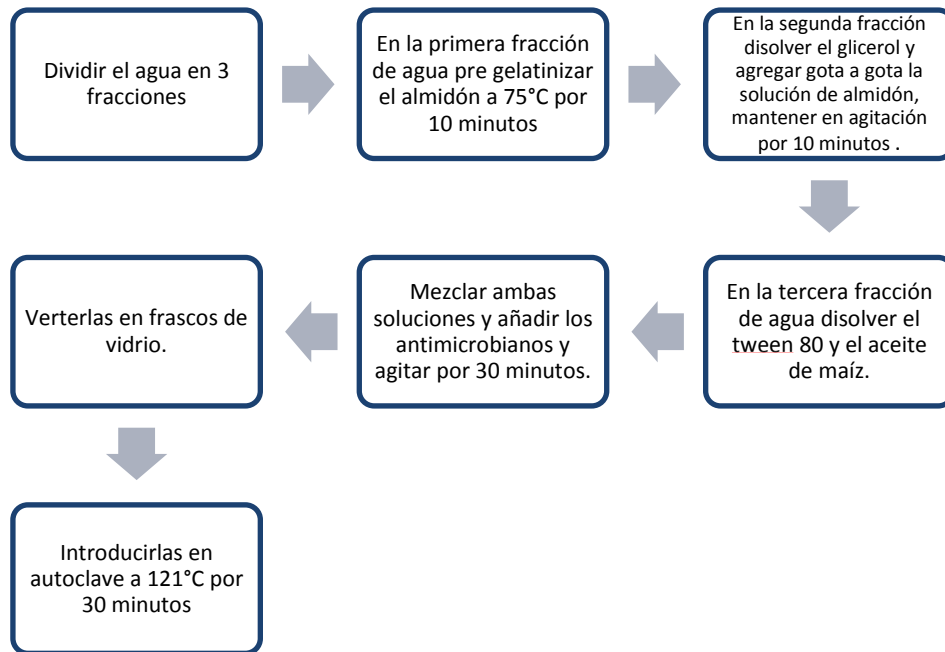 Dividir el agua en 3
fracciones
En la primera fracción
de agua pre gelatinizar
el almidón a 75°C por
10 minutos
En la segunda fracción
disolver el glicerol y
agregar gota a gota la
solución de almidón,
mantener en agitación
por 10 minutos .
En la tercera fracción
de agua disolver el
tween 80 y el aceite
de maíz.
Mezclar ambas
soluciones y añadir los
antimicrobianos y
agitar por 30 minutos.
Verterlas en frascos de
vidrio.
Introducirlas en
autoclave a 121°C por
30 minutos